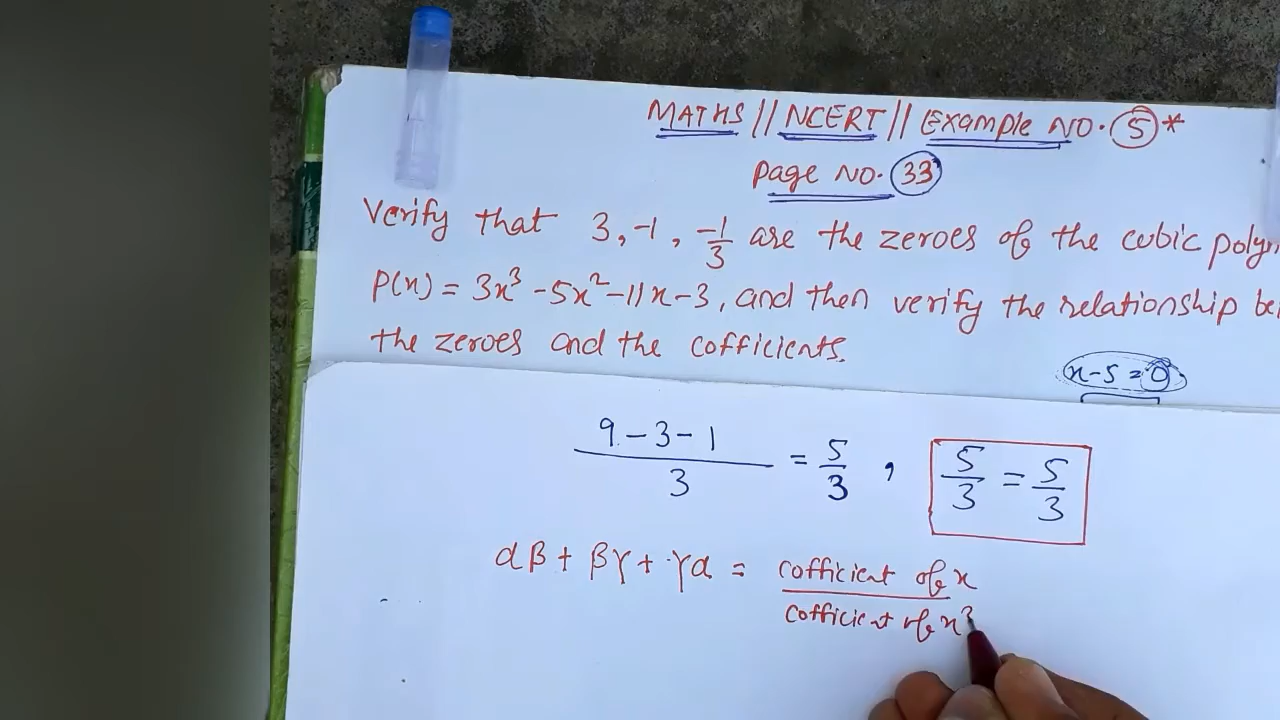 MATHS || NCERT || Example NO. 5 *
Page NO. 33
Verify that 3, -1, -1/3 are the zeroes of the cubic
P(x) = 3x³ - 5x² - 11x - 3, and then verify the relationship
the zeroes and the cofficients.
x - 5 = 0
9 - 3 - 1 / 3 = 5/3 , 5/3 = 5/3
αβ + βγ + γα = cofficient of x / cofficient of x³